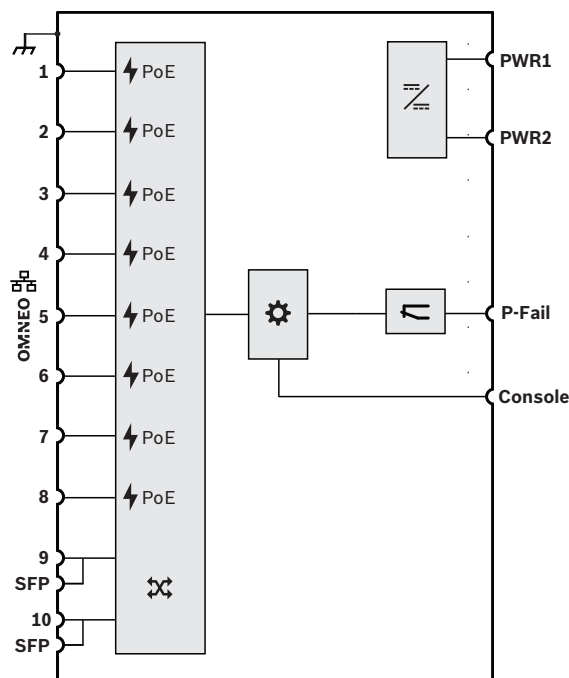 1
PoE
PWR1
2
PoE
PWR2
3
PoE
4
PoE
OMNEO
5
PoE
P-Fail
6
PoE
Console
7
PoE
8
PoE
9
SFP
10
SFP